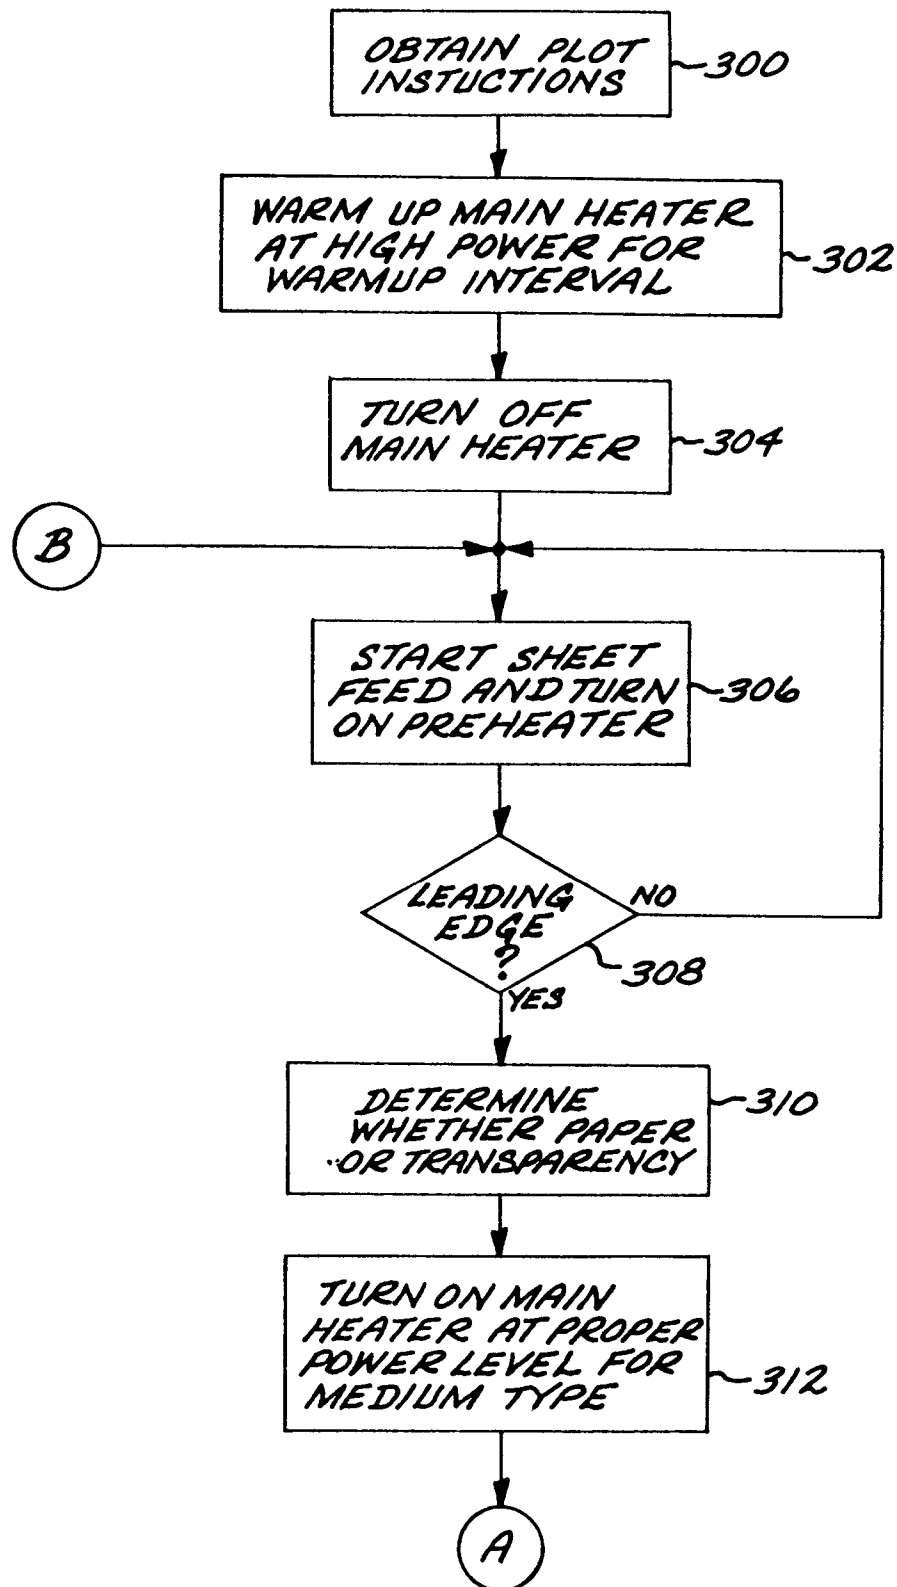 OBTAIN PLOT
INSTUCTIONS
300
WARM UP MAIN HEATER
AT HIGH POWER FOR
WARMUP INTERVAL
302
TURN OFF
MAIN HEATER
304
B
START SHEET
FEED AND TURN
ON PREHEATER
306
LEADING
EDGE
?
NO
308
YES
DETERMINE
WHETHER PAPER
OR TRANSPARENCY
310
TURN ON MAIN
HEATER AT PROPER
POWER LEVEL FOR
MEDIUM TYPE
312
A